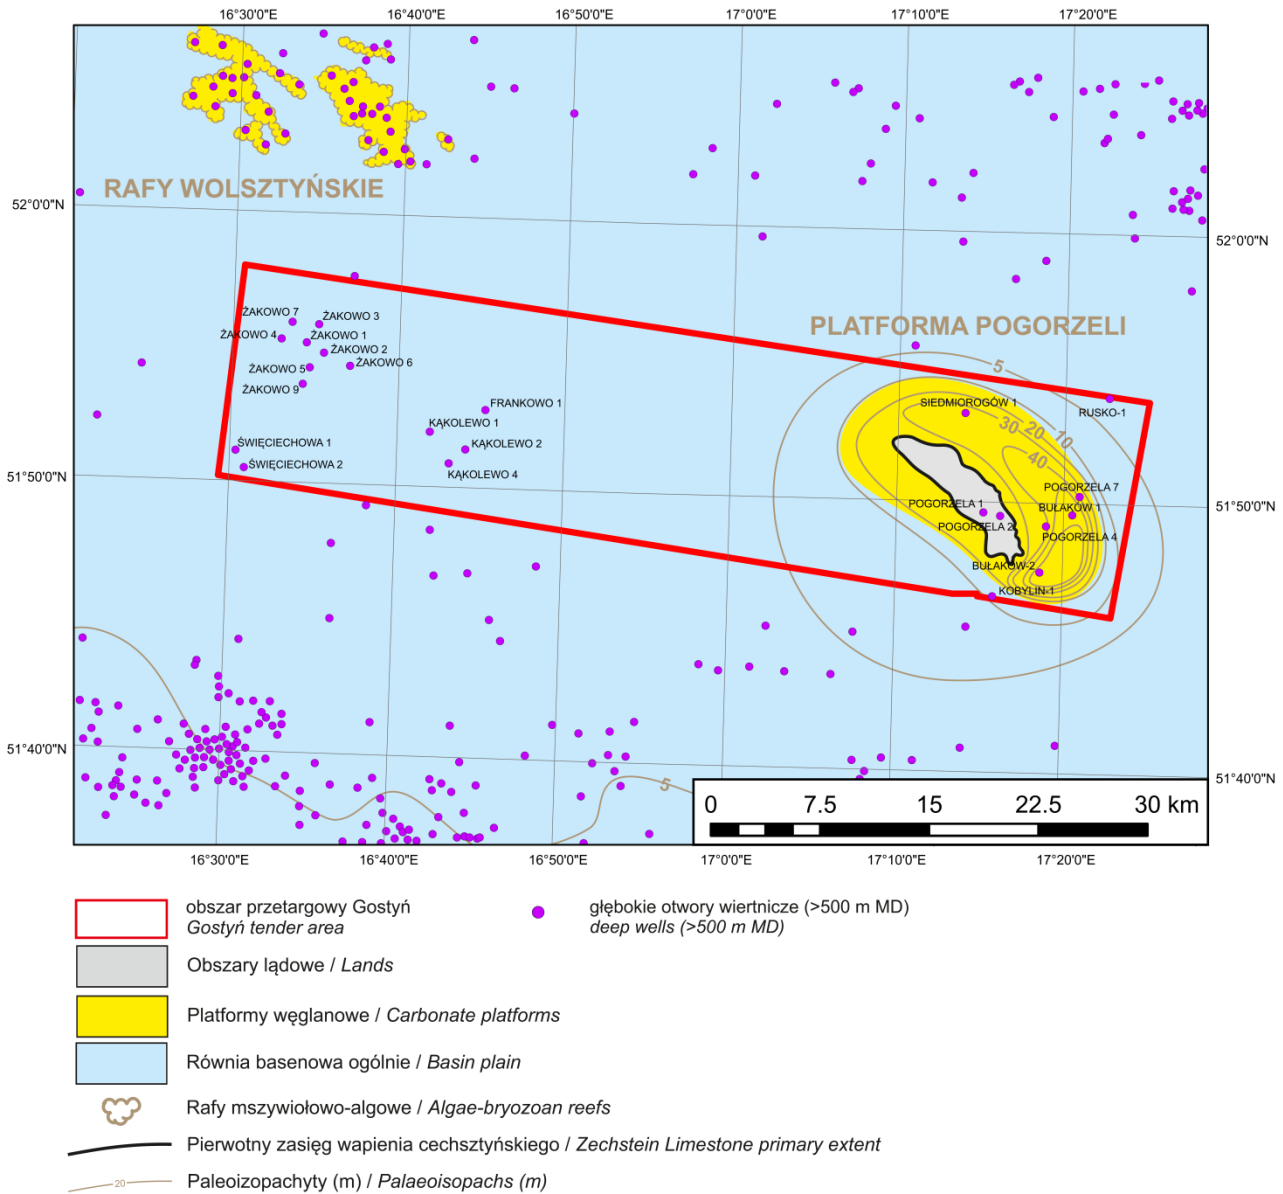 16°30'0"E 16°40'0"E 16°50'0"E 17°0'0"E 17°10'0"E 17°20'0"E
RAFY WOLSZTYŃSKIE
52°0'0"N
52°0'0"N
PLATFORMA POGORZELI
ŻAKOWO 7
ŻAKOWO 3
ŻAKOWO 4
ŻAKOWO 1
ŻAKOWO 2
ŻAKOWO 5
ŻAKOWO 6
ŻAKOWO 9
5
FRANKOWO 1
SIEDMIOROGÓW 1
RUSKO-1
KĄKOLEWO 1
30 20 10
ŚWIĘCIECHOWA 1
KĄKOLEWO 2
40
ŚWIĘCIECHOWA 2
KĄKOLEWO 4
51°50'0"N
POGORZELA 7
POGORZELA 1
BUŁAKÓW 1
51°50'0"N
POGORZELA 2
POGORZELA 4
BUŁAKÓW-2
KOBYLIN-1
51°40'0"N
51°40'0"N
5
0 7.5 15 22.5 30 km
16°30'0"E 16°40'0"E 16°50'0"E 17°0'0"E 17°10'0"E 17°20'0"E
obszar przetargowy Gostyń
Gostyń tender area
głębokie otwory wiertnicze (>500 m MD)
deep wells (>500 m MD)
Obszary lądowe / Lands
Platformy węglanowe / Carbonate platforms
Równia basenowa ogólnie / Basin plain
Rafy mszywiołowo-algowe / Algae-bryozoan reefs
Pierwotny zasięg wapienia cechsztyńskiego / Zechstein Limestone primary extent
20
Paleoizopachyty (m) / Palaeoisopachs (m)